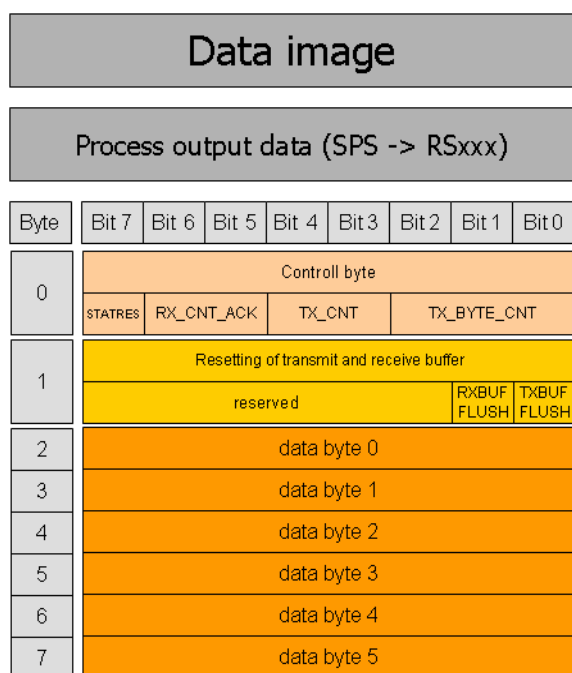 Data image
Process output data (SPS -> RSxxx)
Byte Bit 7 Bit 6 Bit 5 Bit 4 Bit 3 Bit 2 Bit 1 Bit 0
0
Controll byte
STATRES RX_CNT_ACK TX_CNT TX_BYTE_CNT
1
Resetting of transmit and receive buffer
reserved
RXBUF FLUSH
TXBUF FLUSH
2 data byte 0
3 data byte 1
4 data byte 2
5 data byte 3
6 data byte 4
7 data byte 5